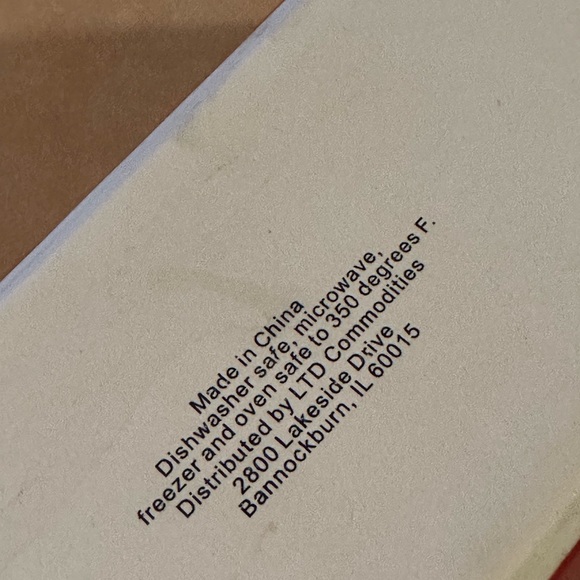 Made in China
Dishwasher safe, microwave,
freezer and oven safe to 350 degrees F.
Distributed by LTD Commodities
2800 Lakeside Drive
Bannockburn, IL 60015